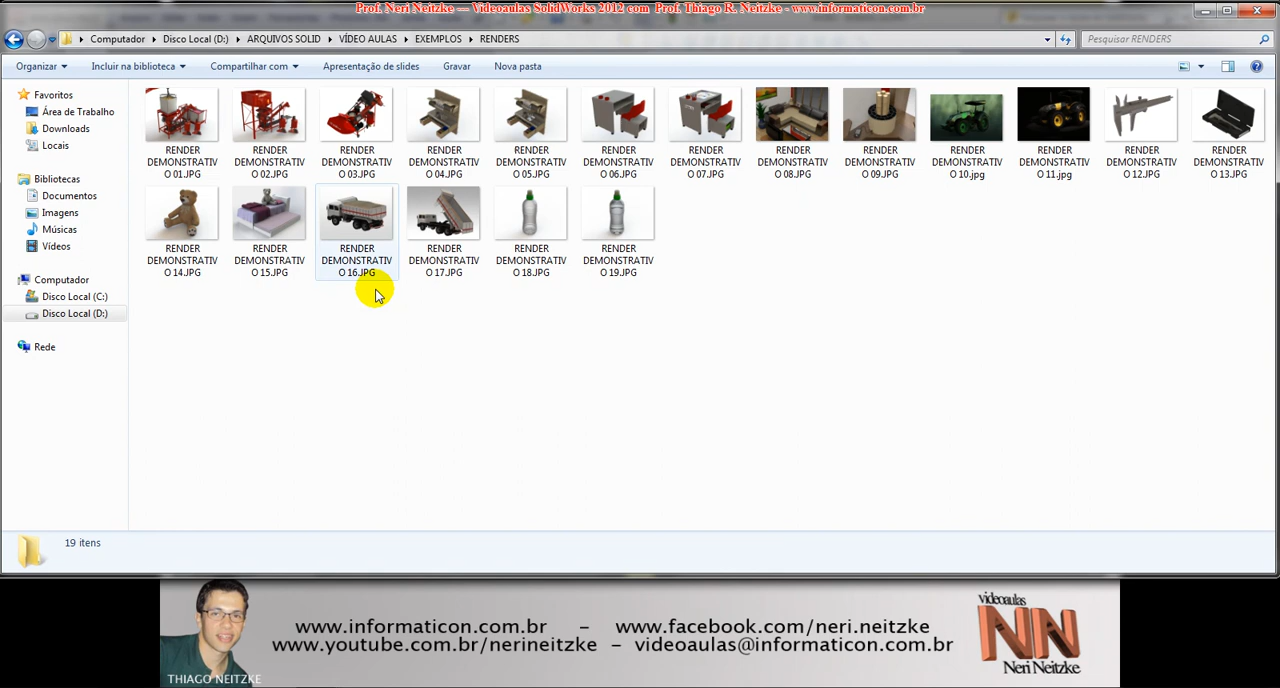 Prof. Neri Neitzke --- Videoaulas SolidWorks 2012 com Prof. Thiago R. Neitzke - www.informaticon.com.br
Computador Disco Local (D:) ARQUIVOS SOLID VÍDEO AULAS EXEMPLOS RENDERS Pesquisar RENDERS
Organizar Incluir na biblioteca Compartilhar com Apresentação de slides Gravar Nova pasta
Favoritos
Área de Trabalho
Downloads
Locais
Bibliotecas
Documentos
Imagens
Músicas
Vídeos
Computador
Disco Local (C:)
Disco Local (D:)
Rede
RENDER DEMONSTRATIVO 01.JPG
RENDER DEMONSTRATIVO 02.JPG
RENDER DEMONSTRATIVO 03.JPG
RENDER DEMONSTRATIVO 04.JPG
RENDER DEMONSTRATIVO 05.JPG
RENDER DEMONSTRATIVO 06.JPG
RENDER DEMONSTRATIVO 07.JPG
RENDER DEMONSTRATIVO 08.JPG
RENDER DEMONSTRATIVO 09.JPG
RENDER DEMONSTRATIVO 10.jpg
RENDER DEMONSTRATIVO 11.jpg
RENDER DEMONSTRATIVO 12.JPG
RENDER DEMONSTRATIVO 13.JPG
RENDER DEMONSTRATIVO 14.JPG
RENDER DEMONSTRATIVO 15.JPG
RENDER DEMONSTRATIVO 16.JPG
RENDER DEMONSTRATIVO 17.JPG
RENDER DEMONSTRATIVO 18.JPG
RENDER DEMONSTRATIVO 19.JPG
19 itens
www.informaticon.com.br - www.facebook.com/neri.neitzke
www.youtube.com.br/nerineitzke - videoaulas@informaticon.com.br
THIAGO NEITZKE
videoaulas
NN
Neri Neitzke